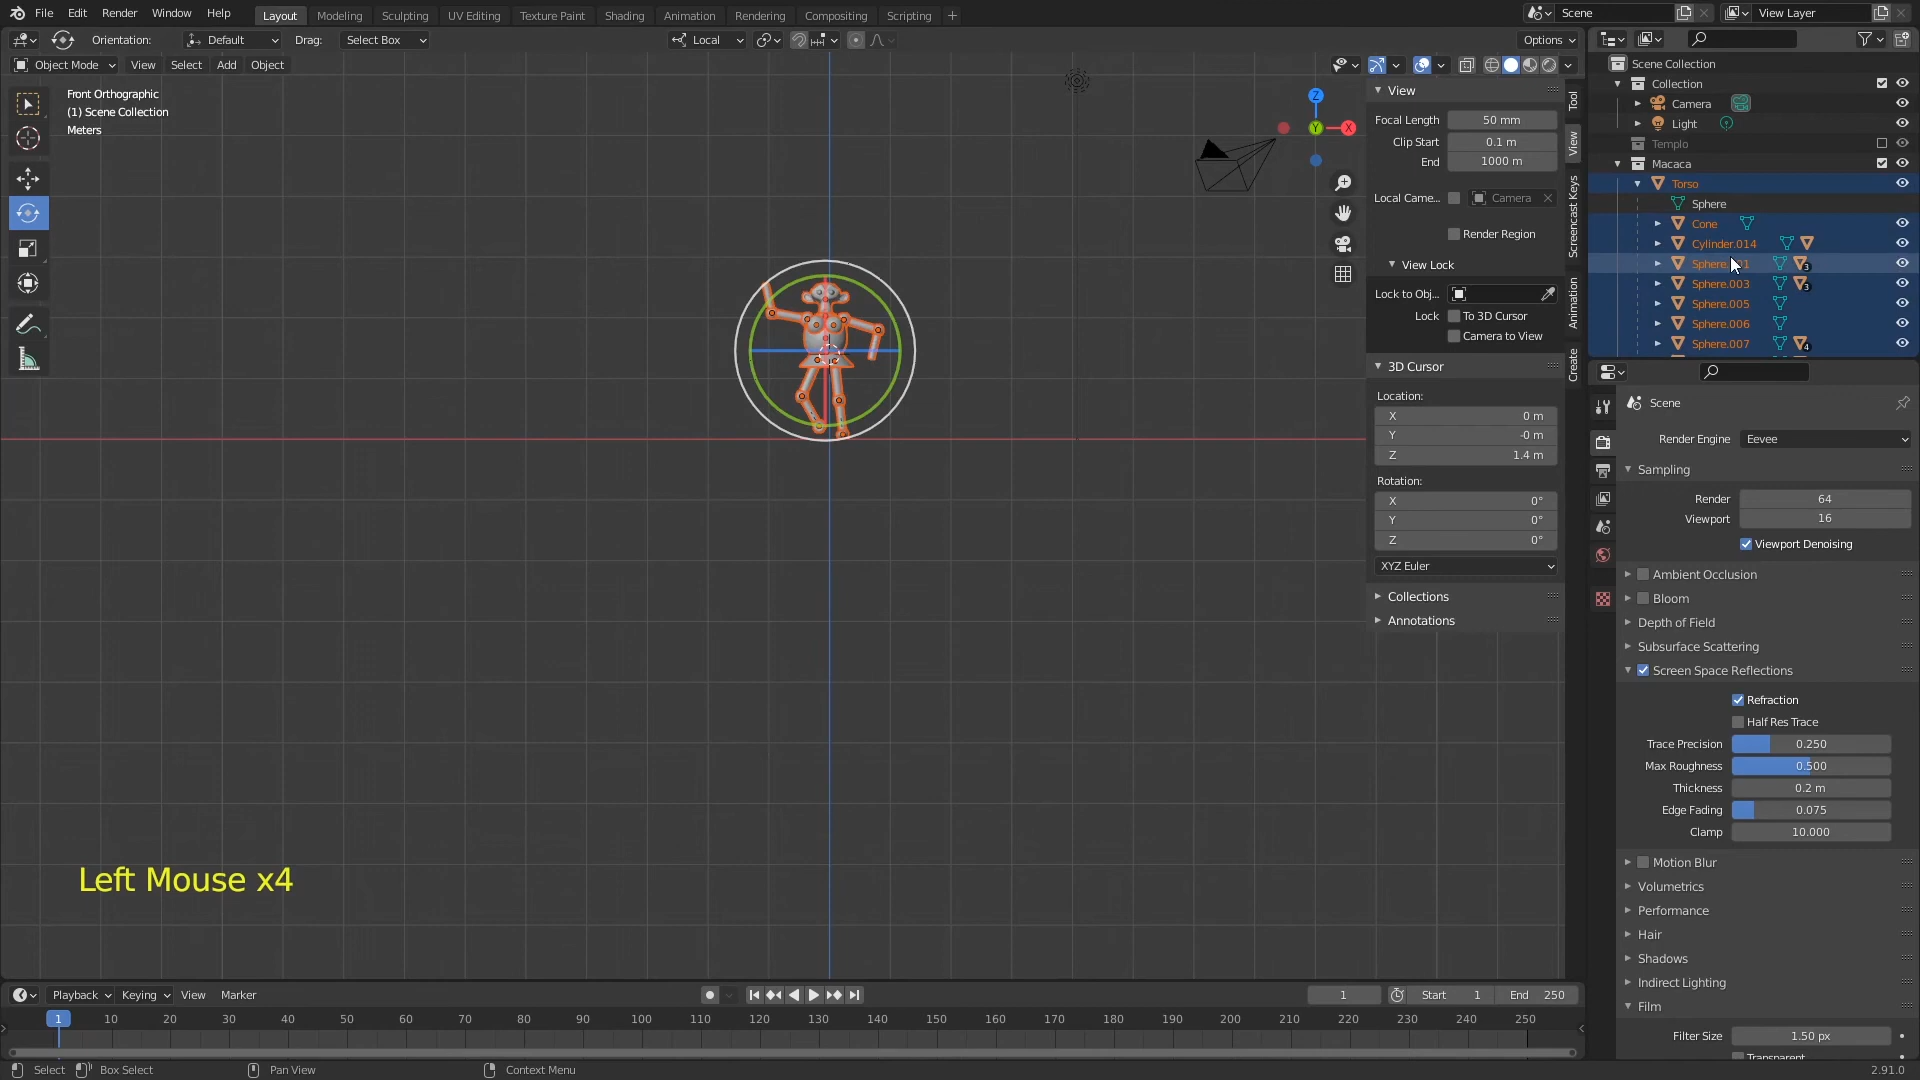 File Edit Render Window Help Layout Modeling Sculpting UV Editing Texture Paint Shading Animation Rendering Compositing Scripting + Scene View Layer
Orientation: Default Drag: Select Box Local Options
Object Mode View Select Add Object
Front Orthographic
(1) Scene Collection
Meters
Z
Y
X
View
Focal Length 50 mm
Clip Start 0.1 m
End 1000 m
Local Came... Camera
Render Region
View Lock
Lock to Obj...
Lock To 3D Cursor
Camera to View
3D Cursor
Location:
X 0 m
Y -0 m
Z 1.4 m
Rotation:
X 0°
Y 0°
Z 0°
XYZ Euler
Collections
Annotations
Tool
View
Screencast Keys
Animation
Create
Scene Collection
Collection
Camera
Light
Templo
Macaca
Torso
Sphere
Cone
Cylinder.014
Sphere. 3
Sphere.003 3
Sphere.005
Sphere.006
Sphere.007 4
Scene
Render Engine Eevee
Sampling
Render 64
Viewport 16
Viewport Denoising
Ambient Occlusion
Bloom
Depth of Field
Subsurface Scattering
Screen Space Reflections
Refraction
Half Res Trace
Trace Precision 0.250
Max Roughness 0.500
Thickness 0.2 m
Edge Fading 0.075
Clamp 10.000
Motion Blur
Volumetrics
Performance
Hair
Shadows
Indirect Lighting
Film
Filter Size 1.50 px
Transparent
Left Mouse x4
Playback Keying View Marker 1 Start 1 End 250
1 10 20 30 40 50 60 70 80 90 100 110 120 130 140 150 160 170 180 190 200 210 220 230 240 250
Select Box Select Pan View Context Menu 2.91.0